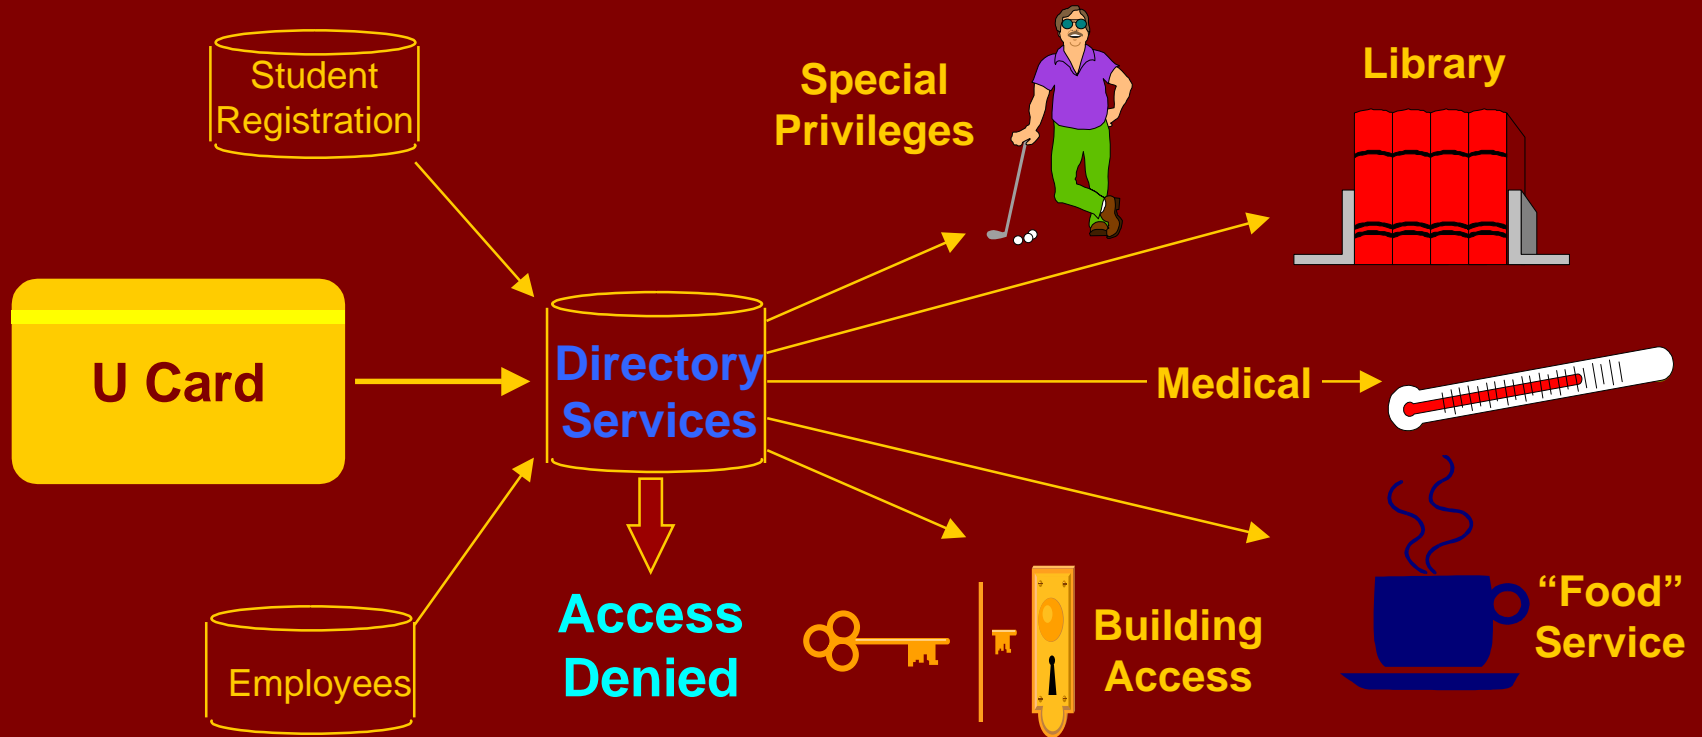 Student
Registration
Special
Privileges
Library
U Card
Directory
Services
Medical
Access
Denied
Building
Access
“Food”
Service
Employees